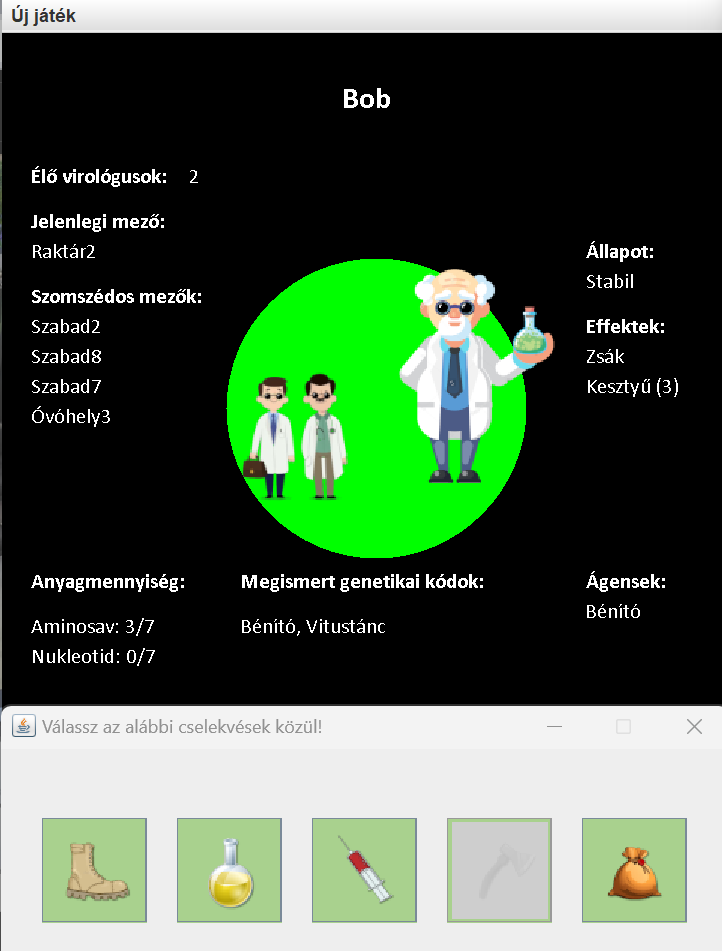 Új játék
Bob
Élő virológusok: 2
Jelenlegi mező:
Raktár2
Szomszédos mezők:
Szabad2
Szabad8
Szabad7
Óvóhely3
Állapot:
Stabil
Effektek:
Zsák
Kesztyű (3)
Anyagmennyiség:
Aminosav: 3/7
Nukleotid: 0/7
Megismert genetikai kódok:
Bénító, Vitustánc
Ágensek:
Bénító
Válassz az alábbi cselekvések közül!